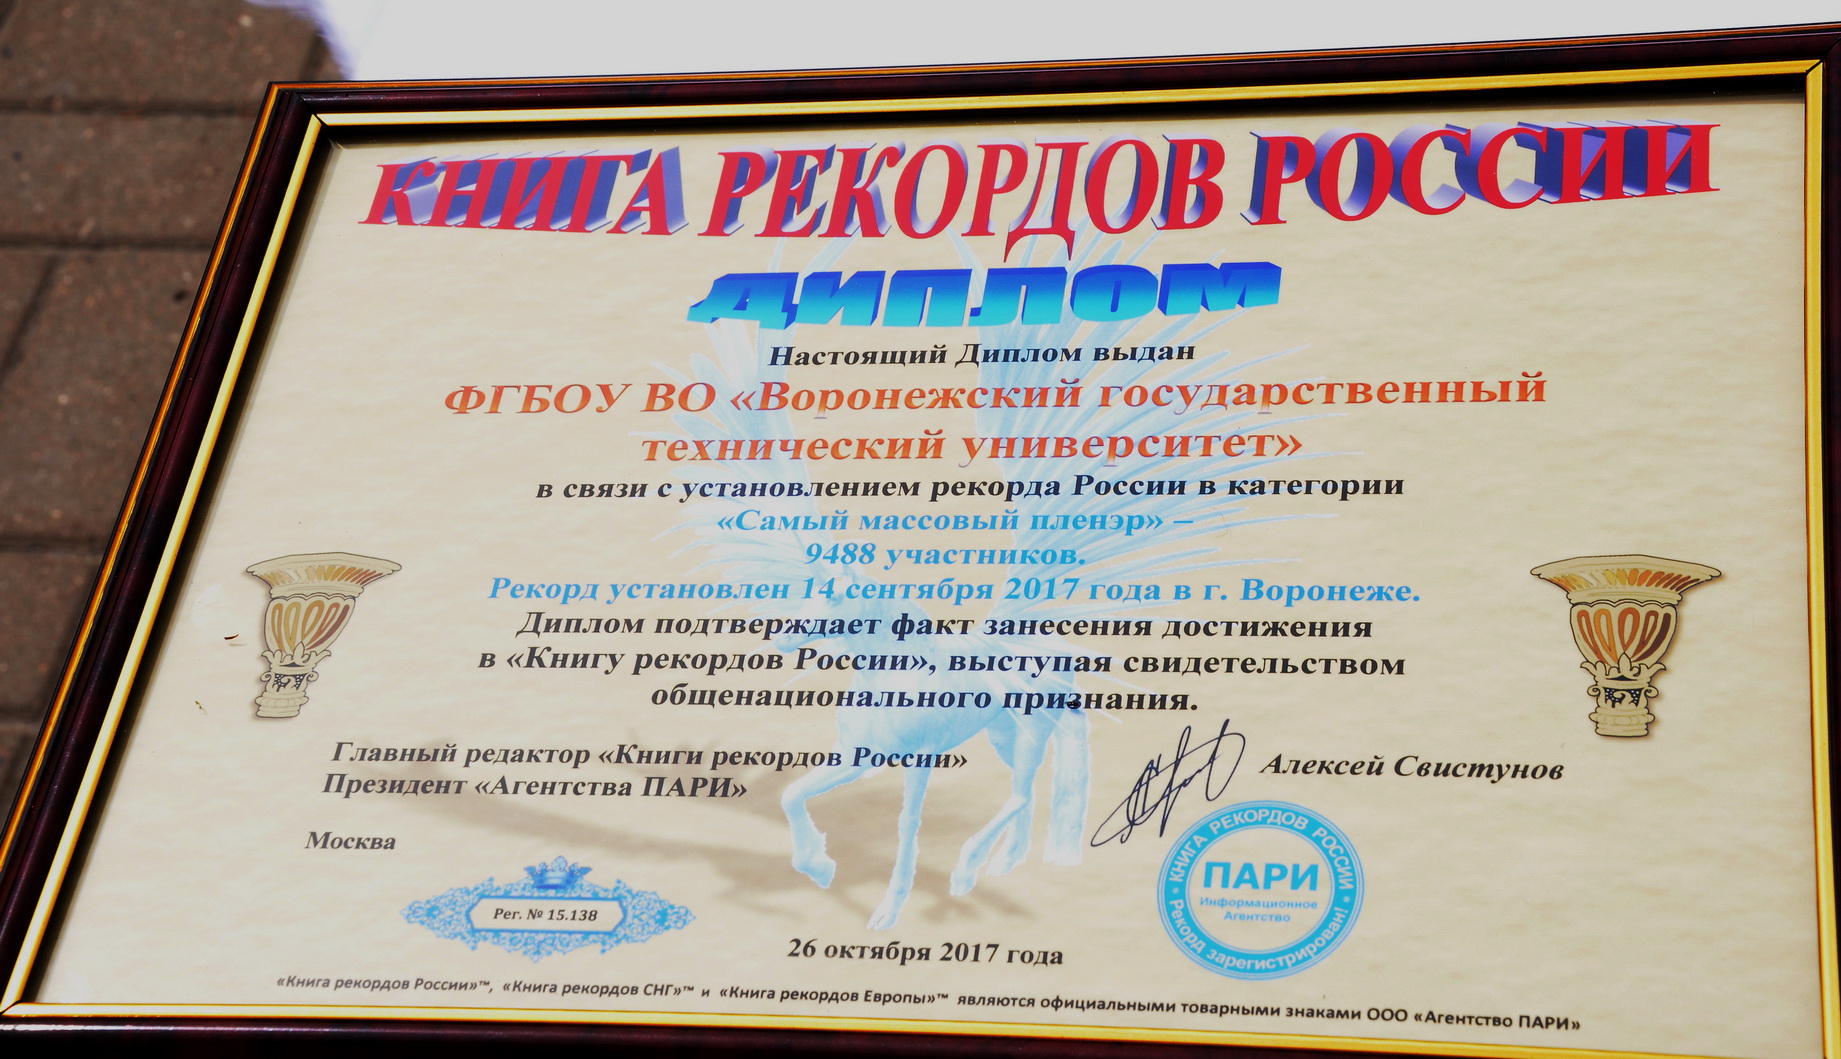 КНИГА РЕКОРДОВ РОССИИ
ДИПЛОМ
Настоящий Диплом выдан
ФГБОУ ВО «Воронежский государственный
технический университет»
в связи с установлением рекорда России в категории
«Самый массовый пленэр» –
9488 участников.
Рекорд установлен 14 сентября 2017 года в г. Воронеже.
Диплом подтверждает факт занесения достижения
в «Книгу рекордов России», выступая свидетельством
общенационального признания.
Главный редактор «Книги рекордов России»
Президент «Агентства ПАРИ»
Алексей Свистунов
Москва
Рег. № 15.138
КНИГА РЕКОРДОВ РОССИИ
ПАРИ
Информационное
Агентство
Рекорд зарегистрирован!
26 октября 2017 года
«Книга рекордов России»™, «Книга рекордов СНГ»™ и «Книга рекордов Европы»™ являются официальными товарными знаками ООО «Агентство ПАРИ»